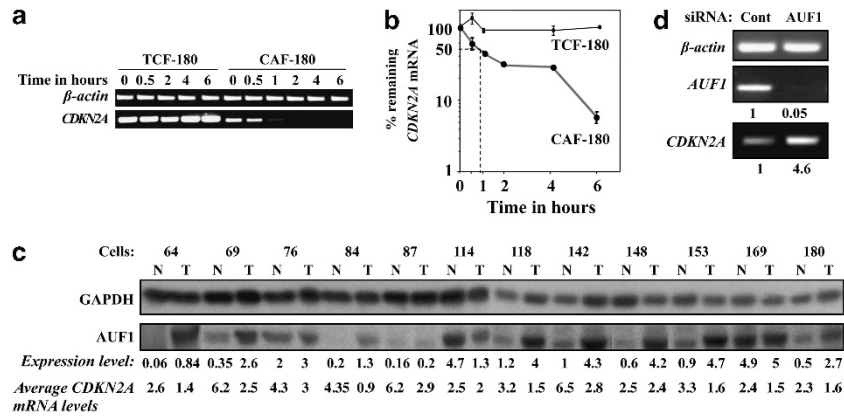 a
TCF-180 CAF-180
Time in hours 0 0.5 2 4 6 0 0.5 1 2 4 6
β-actin
CDKN2A
b
% remaining
CDKN2A mRNA
100
50
10
1
TCF-180
CAF-180
0 1 2 4 6
Time in hours
d
siRNA: Cont AUF1
β-actin
AUF1
1 0.05
CDKN2A
1 4.6
c
Cells: 64 69 76 84 87 114 118 142 148 153 169 180
N T N T N T N T N T N T N T N T N T N T N T N T
GAPDH
AUF1
Expression level: 0.06 0.84 0.35 2.6 2 3 0.2 1.3 0.16 0.2 4.7 1.3 1.2 4 1 4.3 0.6 4.2 0.9 4.7 4.9 5 0.5 2.7
Average CDKN2A 2.6 1.4 6.2 2.5 4.3 3 4.35 0.9 6.2 2.9 2.5 2 3.2 1.5 6.5 2.8 2.5 2.4 3.3 1.6 2.4 1.5 2.3 1.6
mRNA levels